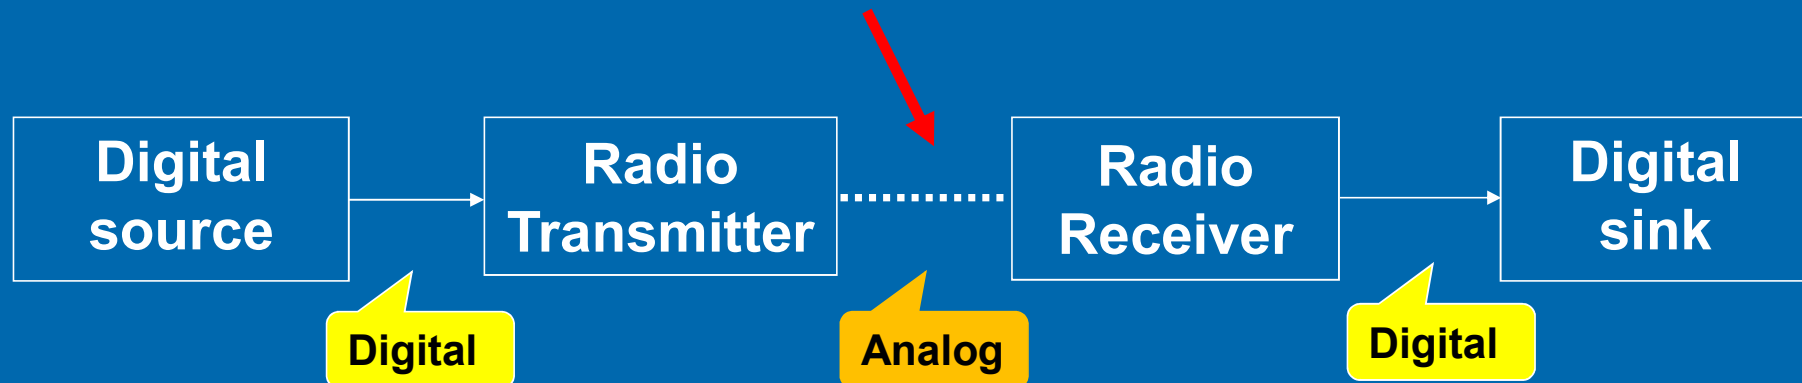 Digital
source
Radio
Transmitter
Radio
Receiver
Digital
sink
Digital
Analog
Digital